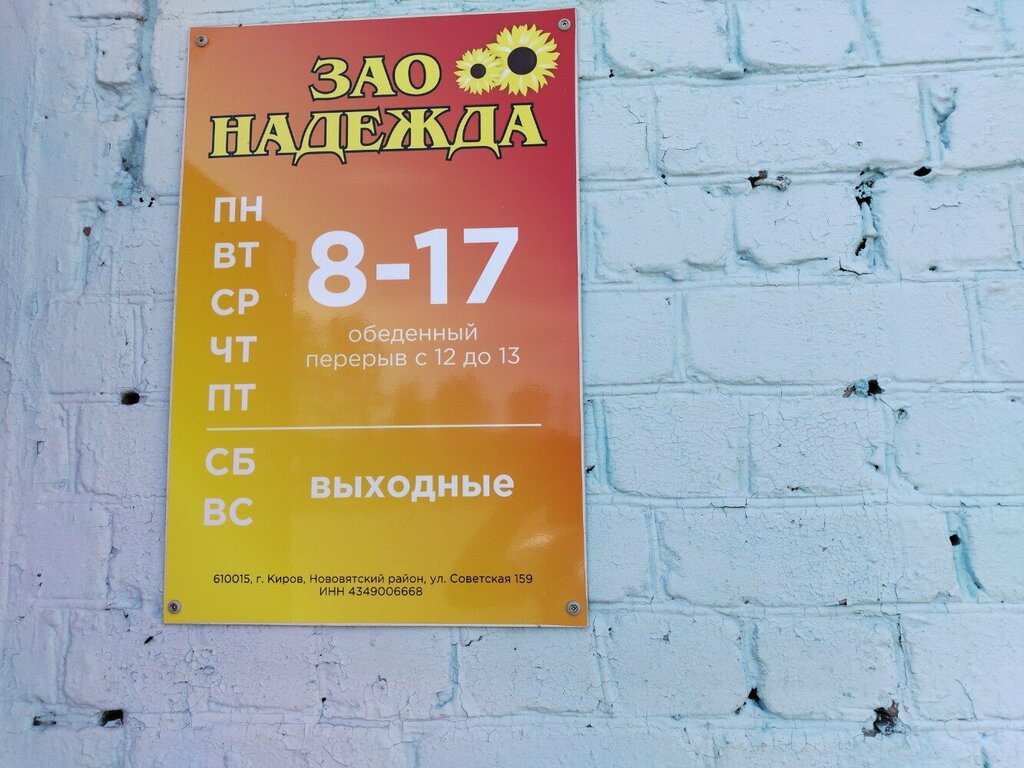 ЗАО
НАДЕЖДА
ПН
ВТ
СР
ЧТ
ПТ
8-17
обеденный
перерыв с 12 до 13
СБ
ВС
выходные
610015, г. Киров, Нововятский район, ул. Советская 159
ИНН 4349006668